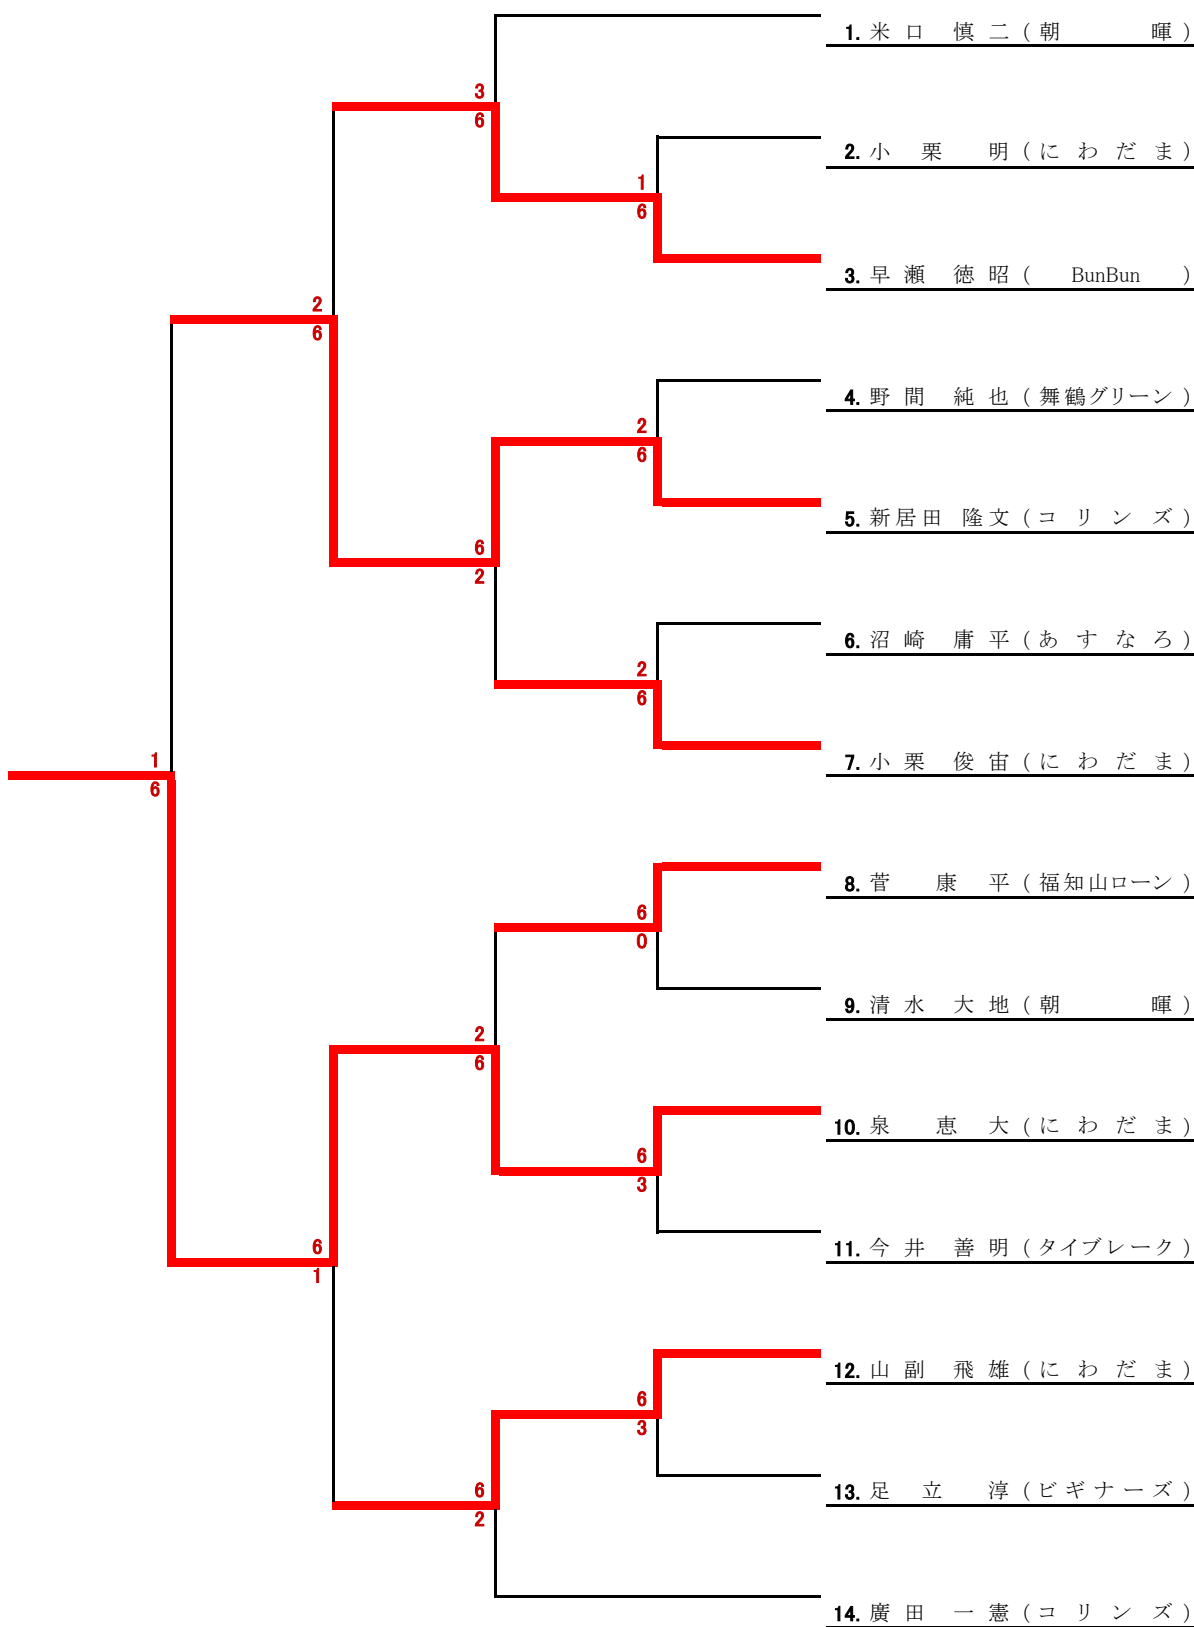 1. 米口 慎二(朝 暉)
3
6
2. 小栗 明(にわだま)
1
6
3. 早瀬 徳昭( BunBun )
2
6
4. 野間 純也(舞鶴グリーン)
2
6
5. 新居田 隆文(コリンズ)
6
2
6. 沼崎 庸平(あすなろ)
2
6
7. 小栗 俊宙(にわだま)
1
6
8. 菅 康平(福知山ローン)
6
0
9. 清水 大地(朝 暉)
2
6
10. 泉 恵大(にわだま)
6
3
11. 今井 善明(タイブレーク)
6
1
12. 山副 飛雄(にわだま)
6
3
13. 足立 淳(ビギナーズ)
6
2
14. 廣田 一憲(コリンズ)